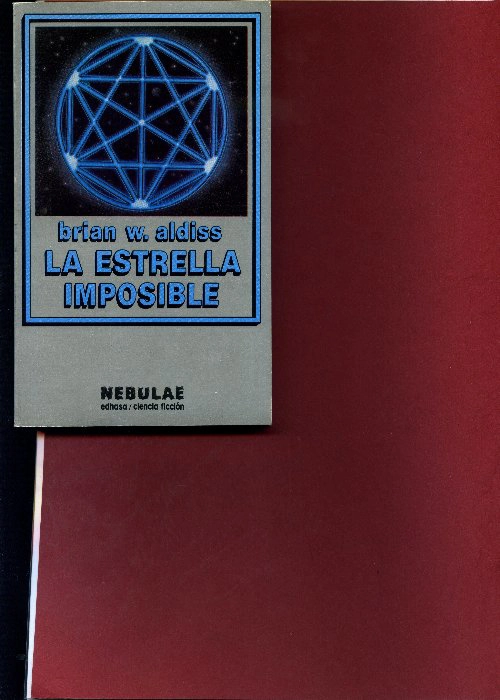 brian w. aldiss
LA ESTRELLA
IMPOSIBLE
NEBULAE
edhasa / ciencia ficción